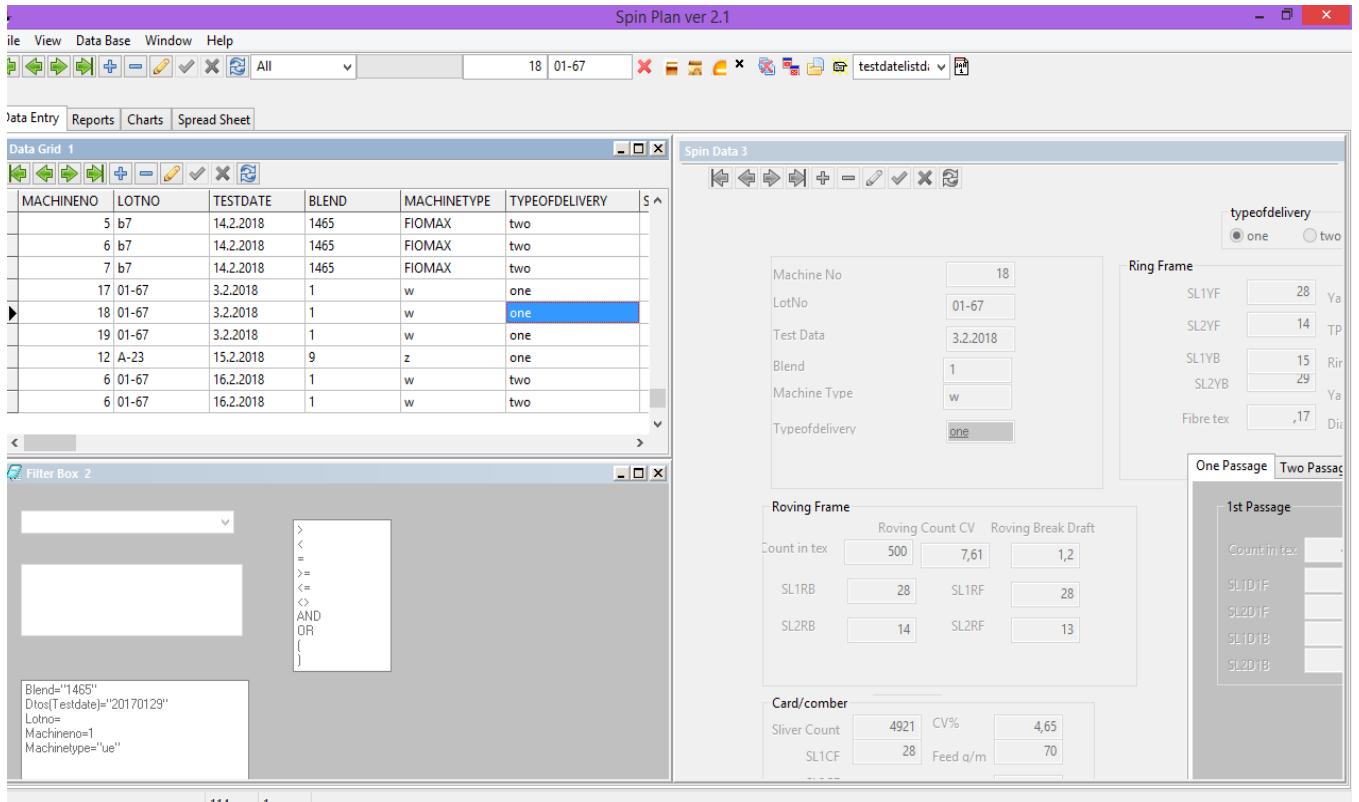 Spin Plan ver 2.1
ile View Data Base Window Help
All 18 01-67 testdatelistd
Data Entry Reports Charts Spread Sheet
Data Grid 1
MACHINENO LOTNO TESTDATE BLEND MACHINETYPE TYPEOFDELIVERY S
5 b7 14.2.2018 1465 FIOMAX two
6 b7 14.2.2018 1465 FIOMAX two
7 b7 14.2.2018 1465 FIOMAX two
17 01-67 3.2.2018 1 w one
18 01-67 3.2.2018 1 w one
19 01-67 3.2.2018 1 w one
12 A-23 15.2.2018 9 z one
6 01-67 16.2.2018 1 w two
6 01-67 16.2.2018 1 w two
Filter Box 2
>
<
=
>=
<=
<>
AND
OR
(
)
Blend="1465"
Dtos(Testdate)="20170129"
Lotno=
Machineno=1
Machinetype="ue"
Spin Data 3
typeofdelivery
one two
Machine No 18
LotNo 01-67
Test Data 3.2.2018
Blend 1
Machine Type w
Typeofdelivery one
Ring Frame
SL1YF 28 Ya
SL2YF 14 TP
SL1YB 15 Rir
SL2YB 29 Ya
Fibre tex ,17 Dia
Roving Frame
Roving Count CV Roving Break Draft
Count in tex 500 7,61 1,2
SL1RB 28 SL1RF 28
SL2RB 14 SL2RF 13
Card/comber
Sliver Count 4921 CV% 4,65
SL1CF 28 Feed g/m 70
One Passage Two Passag
1st Passage
Count in tex
SL1D1F
SL2D1F
SL1D1B
SL2D1B